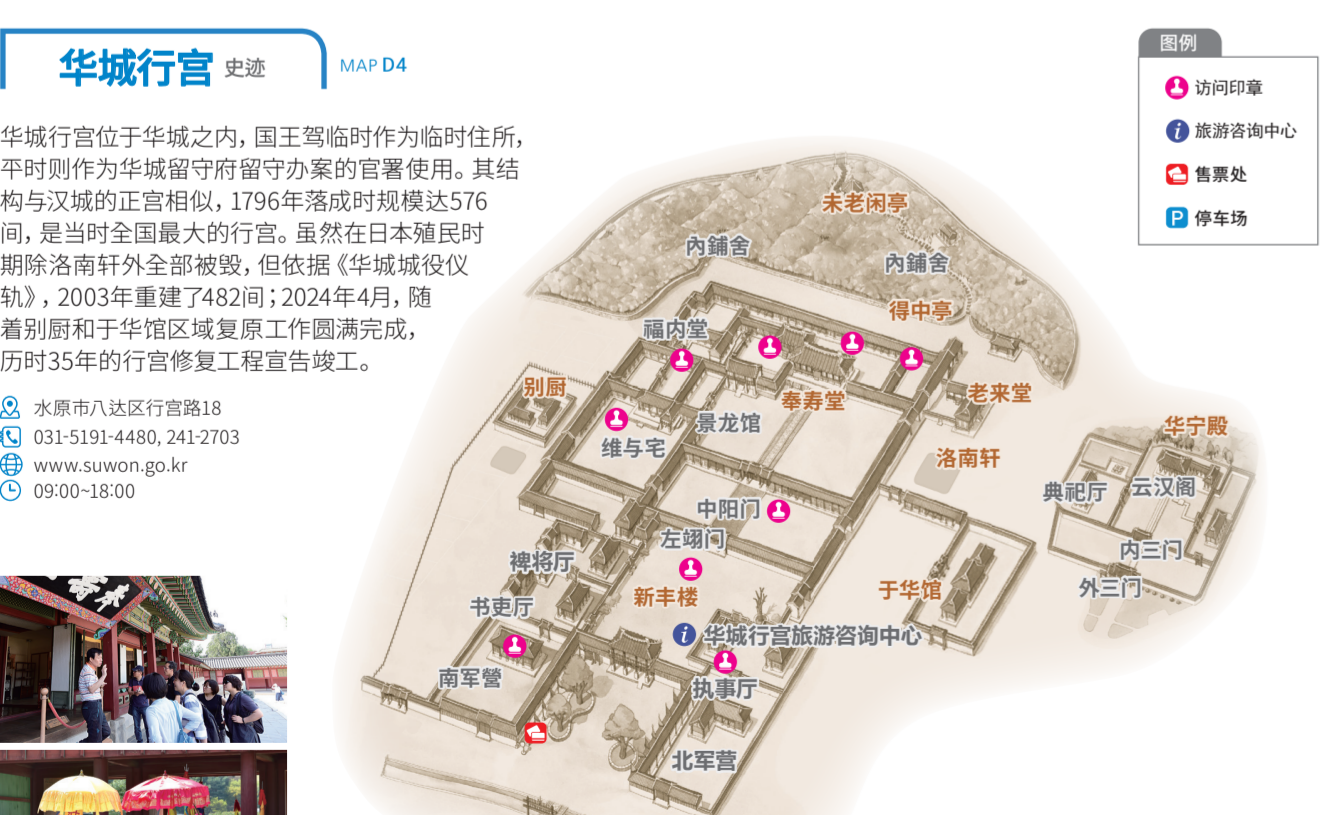 华城行宫 史迹
MAP D4
华城行宫位于华城之内，国王驾临时作为临时住所，
平时则作为华城留守府留守办案的官署使用。其结
构与汉城的正宫相似，1796年落成时规模达576
间，是当时全国最大的行宫。虽然在日本殖民时
期除洛南轩外全部被毁，但依据《华城城役仪
轨》，2003年重建了482间；2024年4月，随
着别厨和于华馆区域复原工作圆满完成，
历时35年的行宫修复工程宣告竣工。
水原市八达区行宫路18
031-5191-4480, 241-2703
www.suwon.go.kr
09:00~18:00
图例
访问印章
i 旅游咨询中心
售票处
P 停车场
未老闲亭
內鋪舍
內鋪舍
得中亭
福内堂
别厨
奉寿堂
老来堂
景龙馆
维与宅
洛南轩
华宁殿
典祀厅
云汉阁
内三门
外三门
中阳门
左翊门
裨将厅
新丰楼
于华馆
书吏厅
i 华城行宫旅游咨询中心
南军營
执事厅
北军营